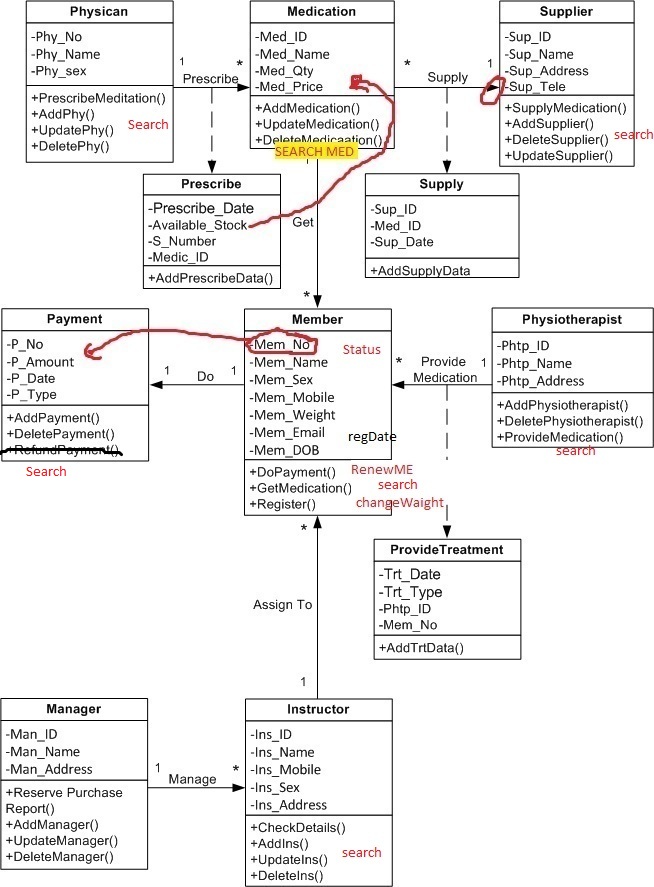 Physican
-Phy_No
-Phy_Name
-Phy_sex
+PrescribeMeditation()
+AddPhy()
+UpdatePhy()
+DeletePhy()
Search
1
Prescribe
*
Medication
-Med_ID
-Med_Name
-Med_Qty
-Med_Price
+AddMedication()
+UpdateMedication()
+DeleteMedicaation()
SEARCH MED
*
Supply
1
Supplier
-Sup_ID
-Sup_Name
-Sup_Address
-Sup_Tele
+SupplyMedication()
+AddSupplier()
+DeleteSupplier()
+UpdateSupplier()
search
Prescribe
-Prescribe_Date
-Available_Stock
-S_Number
-Medic_ID
+AddPrescribeData()
Get
*
Supply
-Sup_ID
-Med_ID
-Sup_Date
+AddSupplyData
Payment
-P_No
-P_Amount
-P_Date
-P_Type
+AddPayment()
+DeletePayment()
+RefundPayment()
Search
1
Do
1
Member
-Mem_No
-Mem_Name
-Mem_Sex
-Mem_Mobile
-Mem_Weight
-Mem_Email
-Mem_DOB
Status
regDate
+DoPayment()
+GetMedication()
+Register()
RenewME
search
changeWaight
*
Provide
Medication
1
Physiotherapist
-Phtp_ID
-Phtp_Name
-Phtp_Address
+AddPhysiotherapist()
+DeletePhysiotherapist()
+ProvideMedication()
search
ProvideTreatment
-Trt_Date
-Trt_Type
-Phtp_ID
-Mem_No
+AddTrtData()
*
Assign To
1
Manager
-Man_ID
-Man_Name
-Man_Address
+Reserve Purchase
Report()
+AddManager()
+UpdateManager()
+DeleteManager()
1
Manage
*
Instructor
-Ins_ID
-Ins_Name
-Ins_Mobile
-Ins_Sex
-Ins_Address
+CheckDetails()
+AddIns()
+UpdateIns()
+DeleteIns()
search